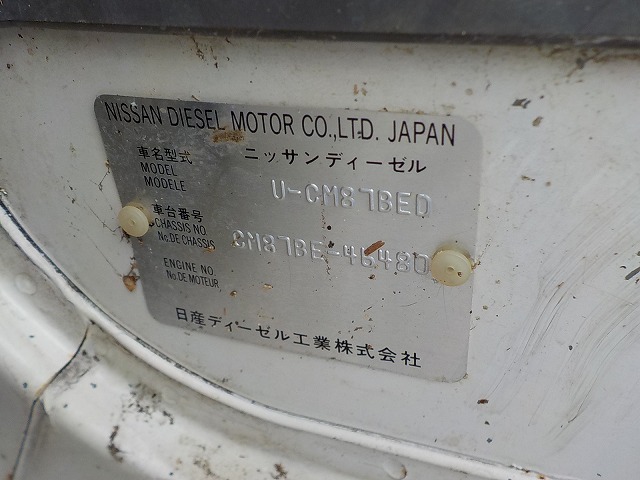 NISSAN DIESEL MOTOR CO.,LTD. JAPAN
車名型式 ニッサンディーゼル
MODEL
MODELE U-CM87BED
車台番号
CHASSIS NO.
No.DE CHASSIS CM87BE-46480
ENGINE NO
No.DE MOTEUR
日産ディーゼル工業株式会社